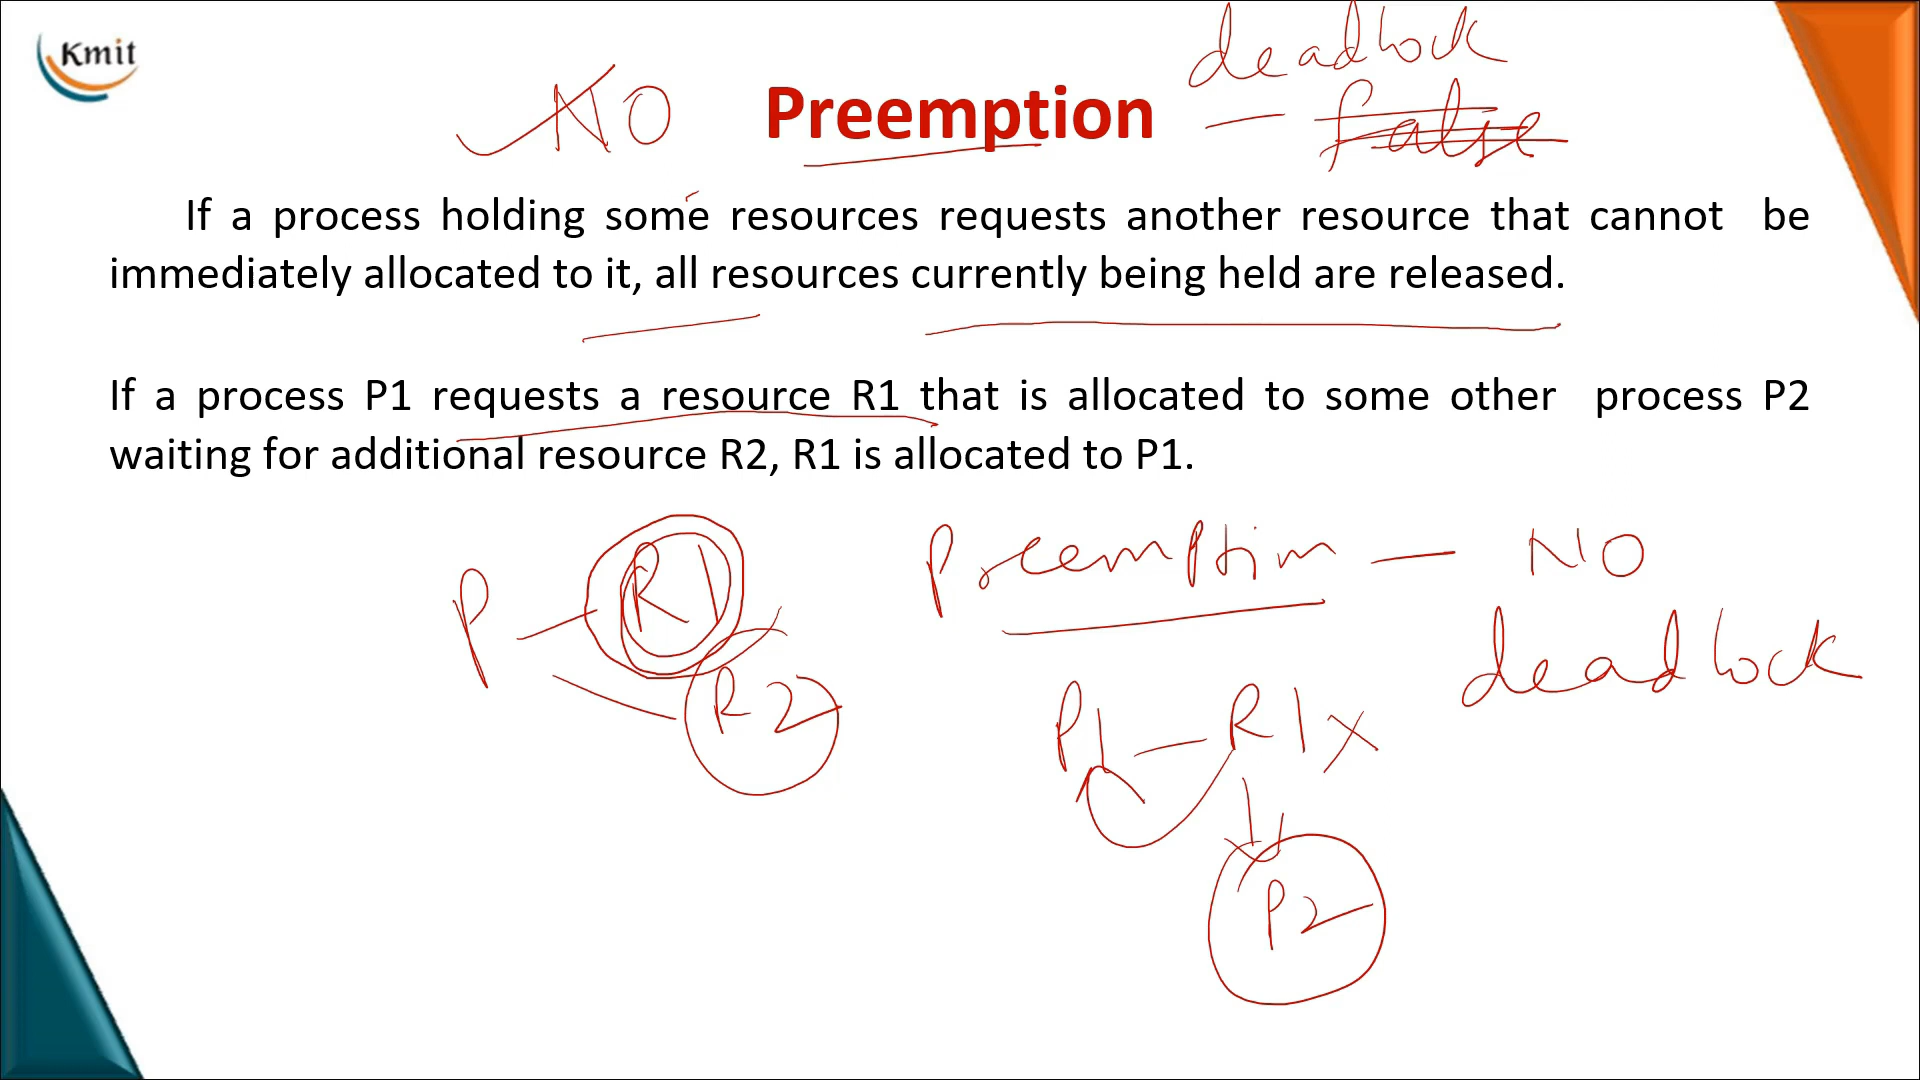 Kmit
deadlock
NO Preemption — false
If a process holding some resources requests another resource that cannot be
immediately allocated to it, all resources currently being held are released.
If a process P1 requests a resource R1 that is allocated to some other process P2
waiting for additional resource R2, R1 is allocated to P1.
P R1 Preemption — NO
R2 deadlock
P1 — R1 x
P2